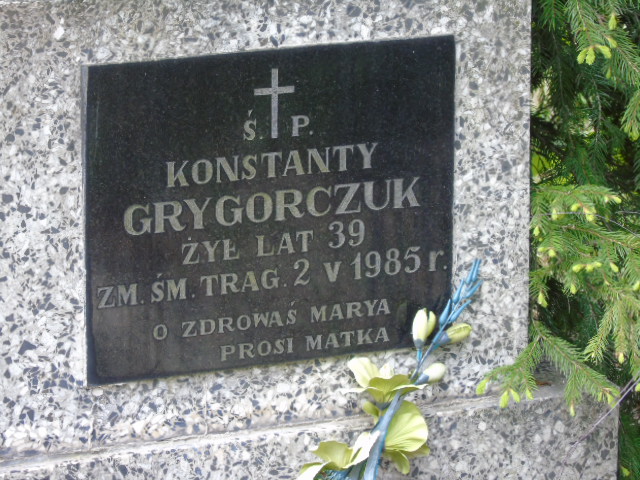 Ś. P.
KONSTANTY
GRYGORCZUK
ŻYŁ LAT 39
ZM. ŚM. TRAG. 2 V 1985 r.
O ZDROWAŚ MARYA
PROSI MATKA